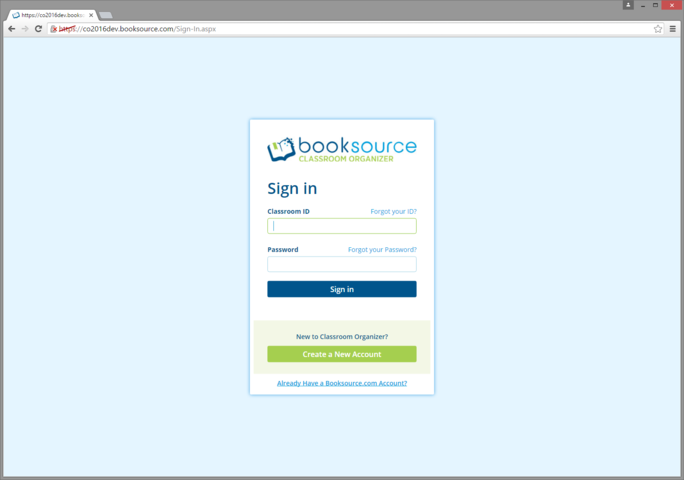 https://co2016dev.books
https://co2016dev.booksource.com/Sign-In.aspx
booksource
CLASSROOM ORGANIZER
Sign in
Classroom ID
Forgot your ID?
Password
Forgot your Password?
Sign in
New to Classroom Organizer?
Create a New Account
Already Have a Booksource.com Account?